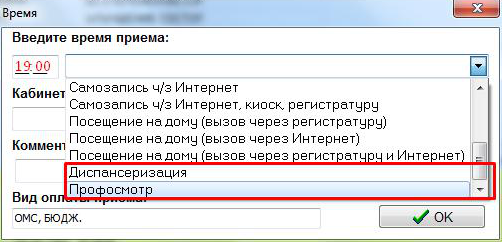 Время
Введите время приема:
19:00
Кабинет
Самозапись ч/з Интернет
Самозапись ч/з Интернет, киоск, регистратуру
Посещение на дому (вызов через регистратуру)
Посещение на дому (вызов через Интернет)
Посещение на дому (вызов через регистратуру и Интернет)
Коммент
Диспансеризация
Профосмотр
Вид оплаты приема:
ОМС, БЮДЖ.
OK